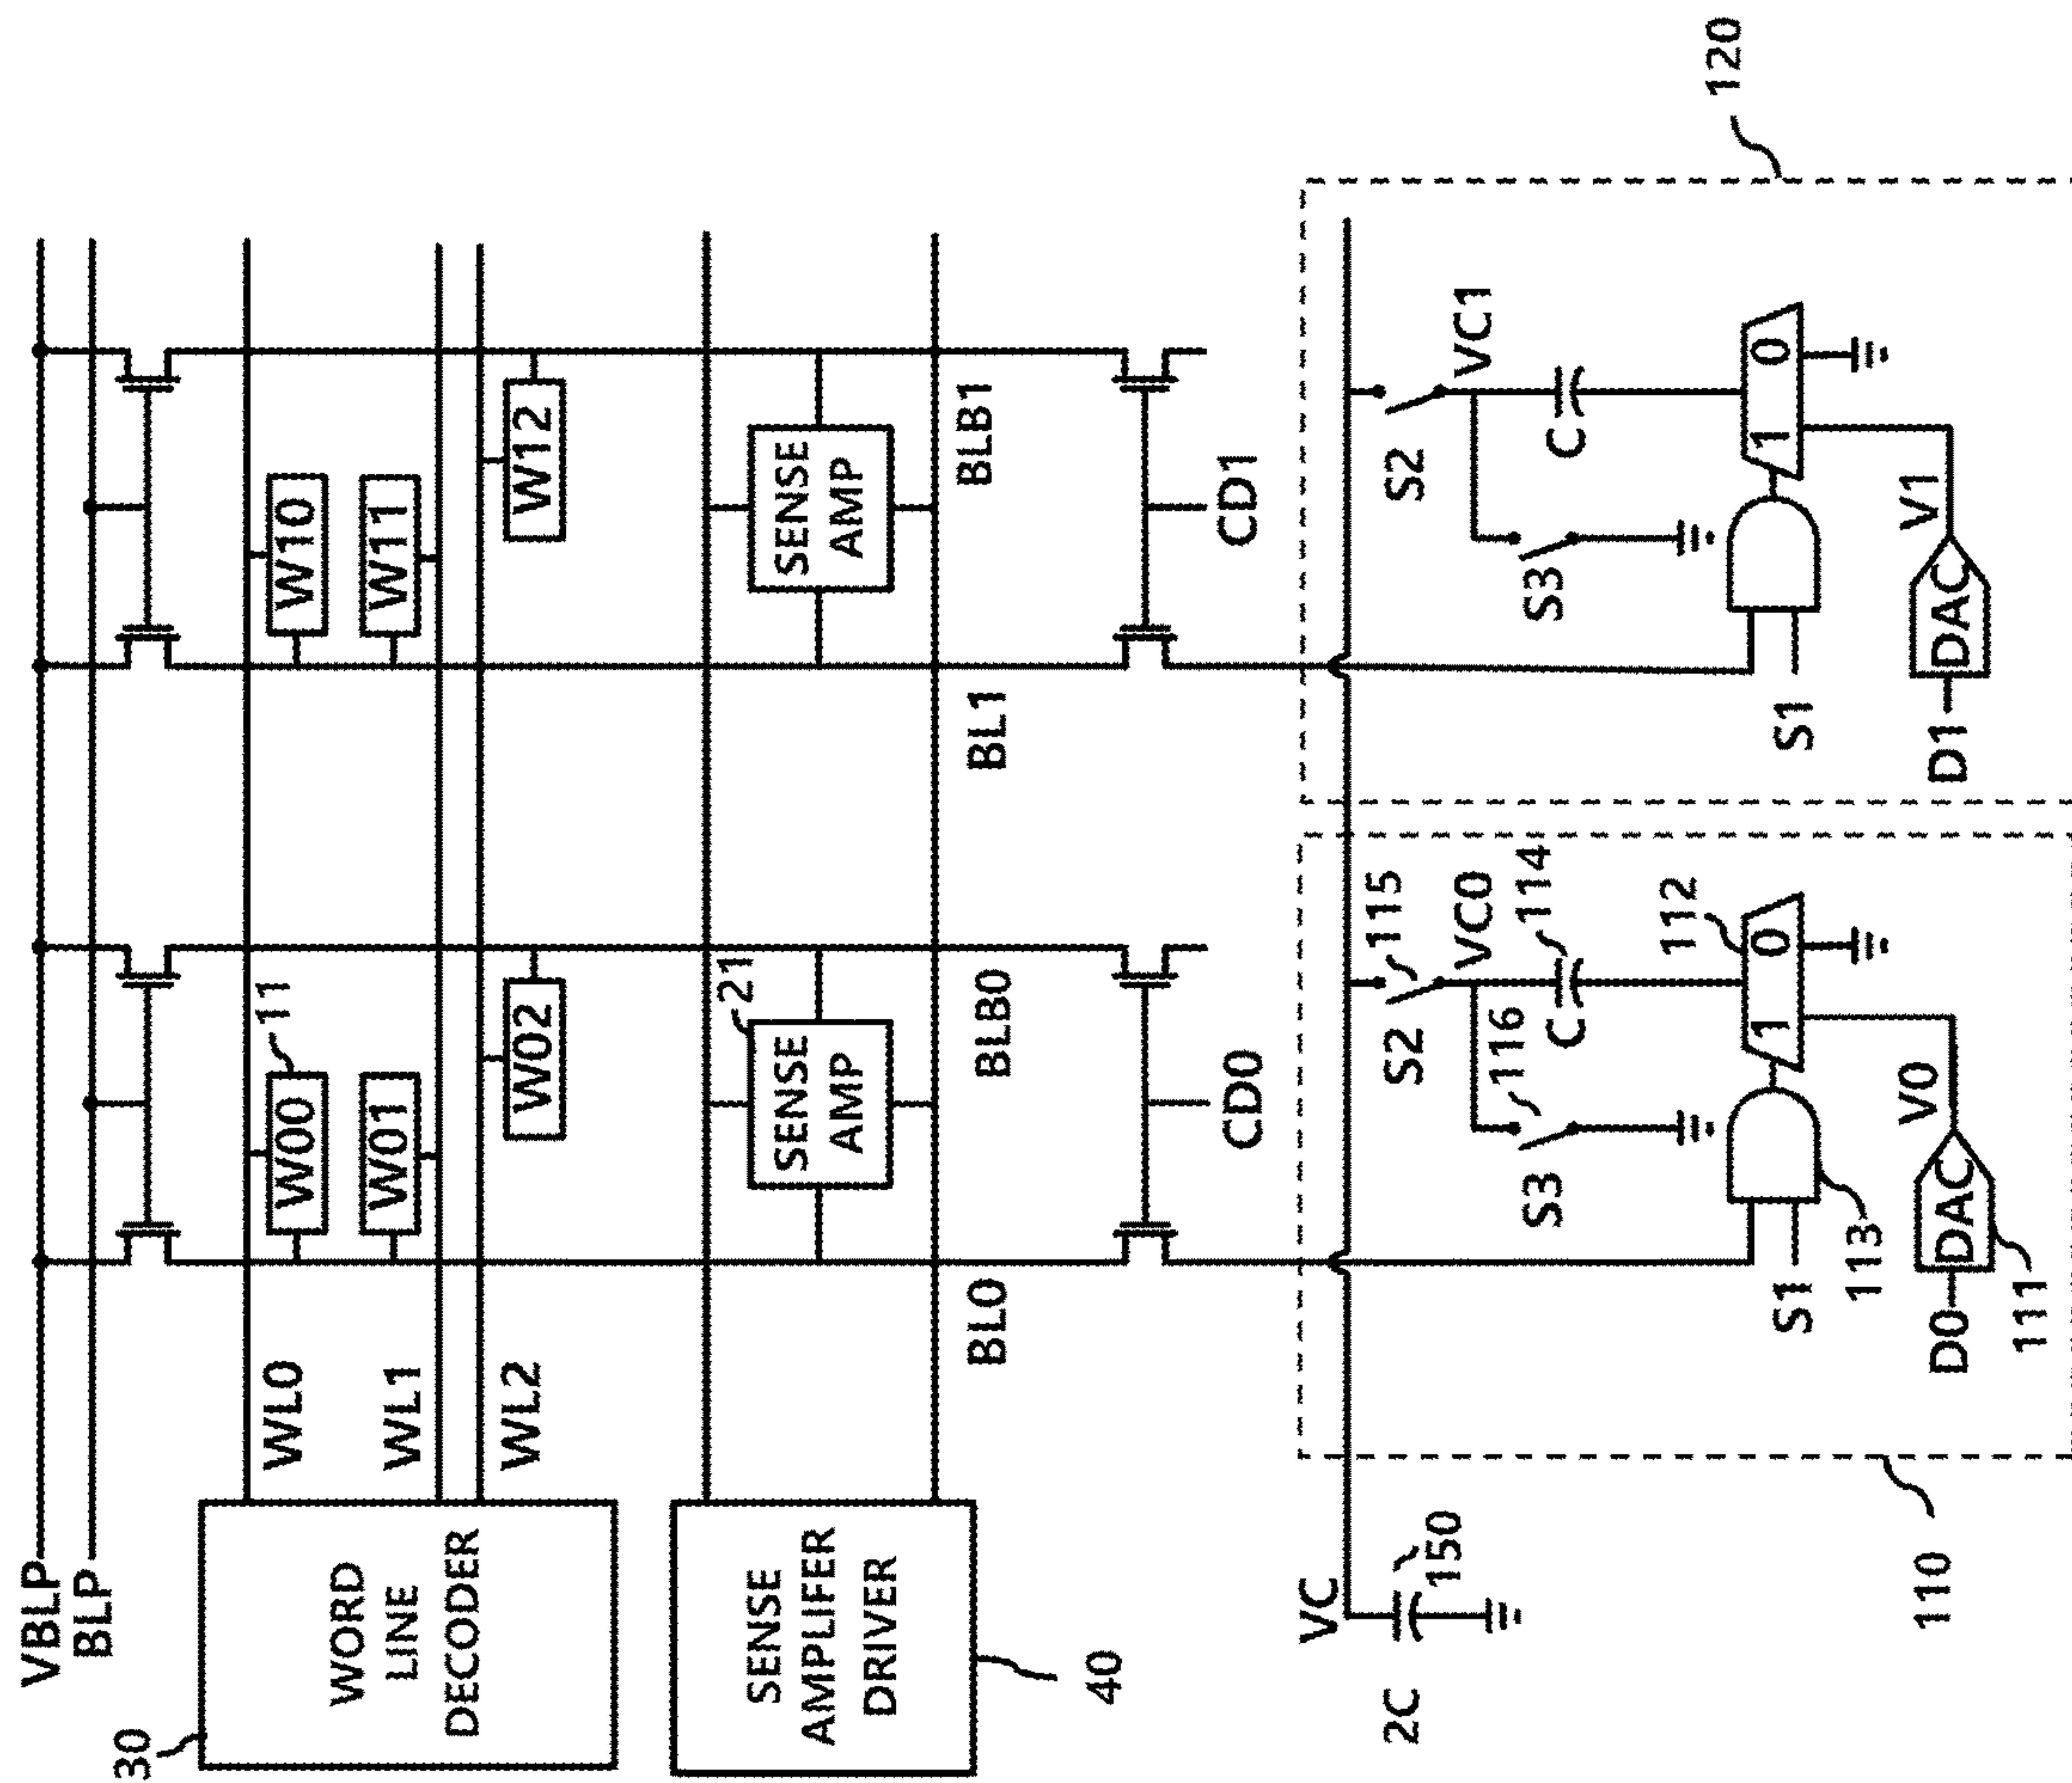 VBLP
BLP
30
WORD
LINE
DECODER
WL0
WL1
WL2
W00
11
W01
W02
W10
W11
W12
SENSE
AMPLIFER
DRIVER
40
SENSE
AMP
21
SENSE
AMP
BL0
BLB0
BL1
BLB1
CD0
CD1
VC
2C
150
110
S2
115
VC0
S3
116
C
114
112
1
0
S1
113
V0
D0
DAC
111
120
S2
VC1
S3
C
1
0
S1
V1
D1
DAC